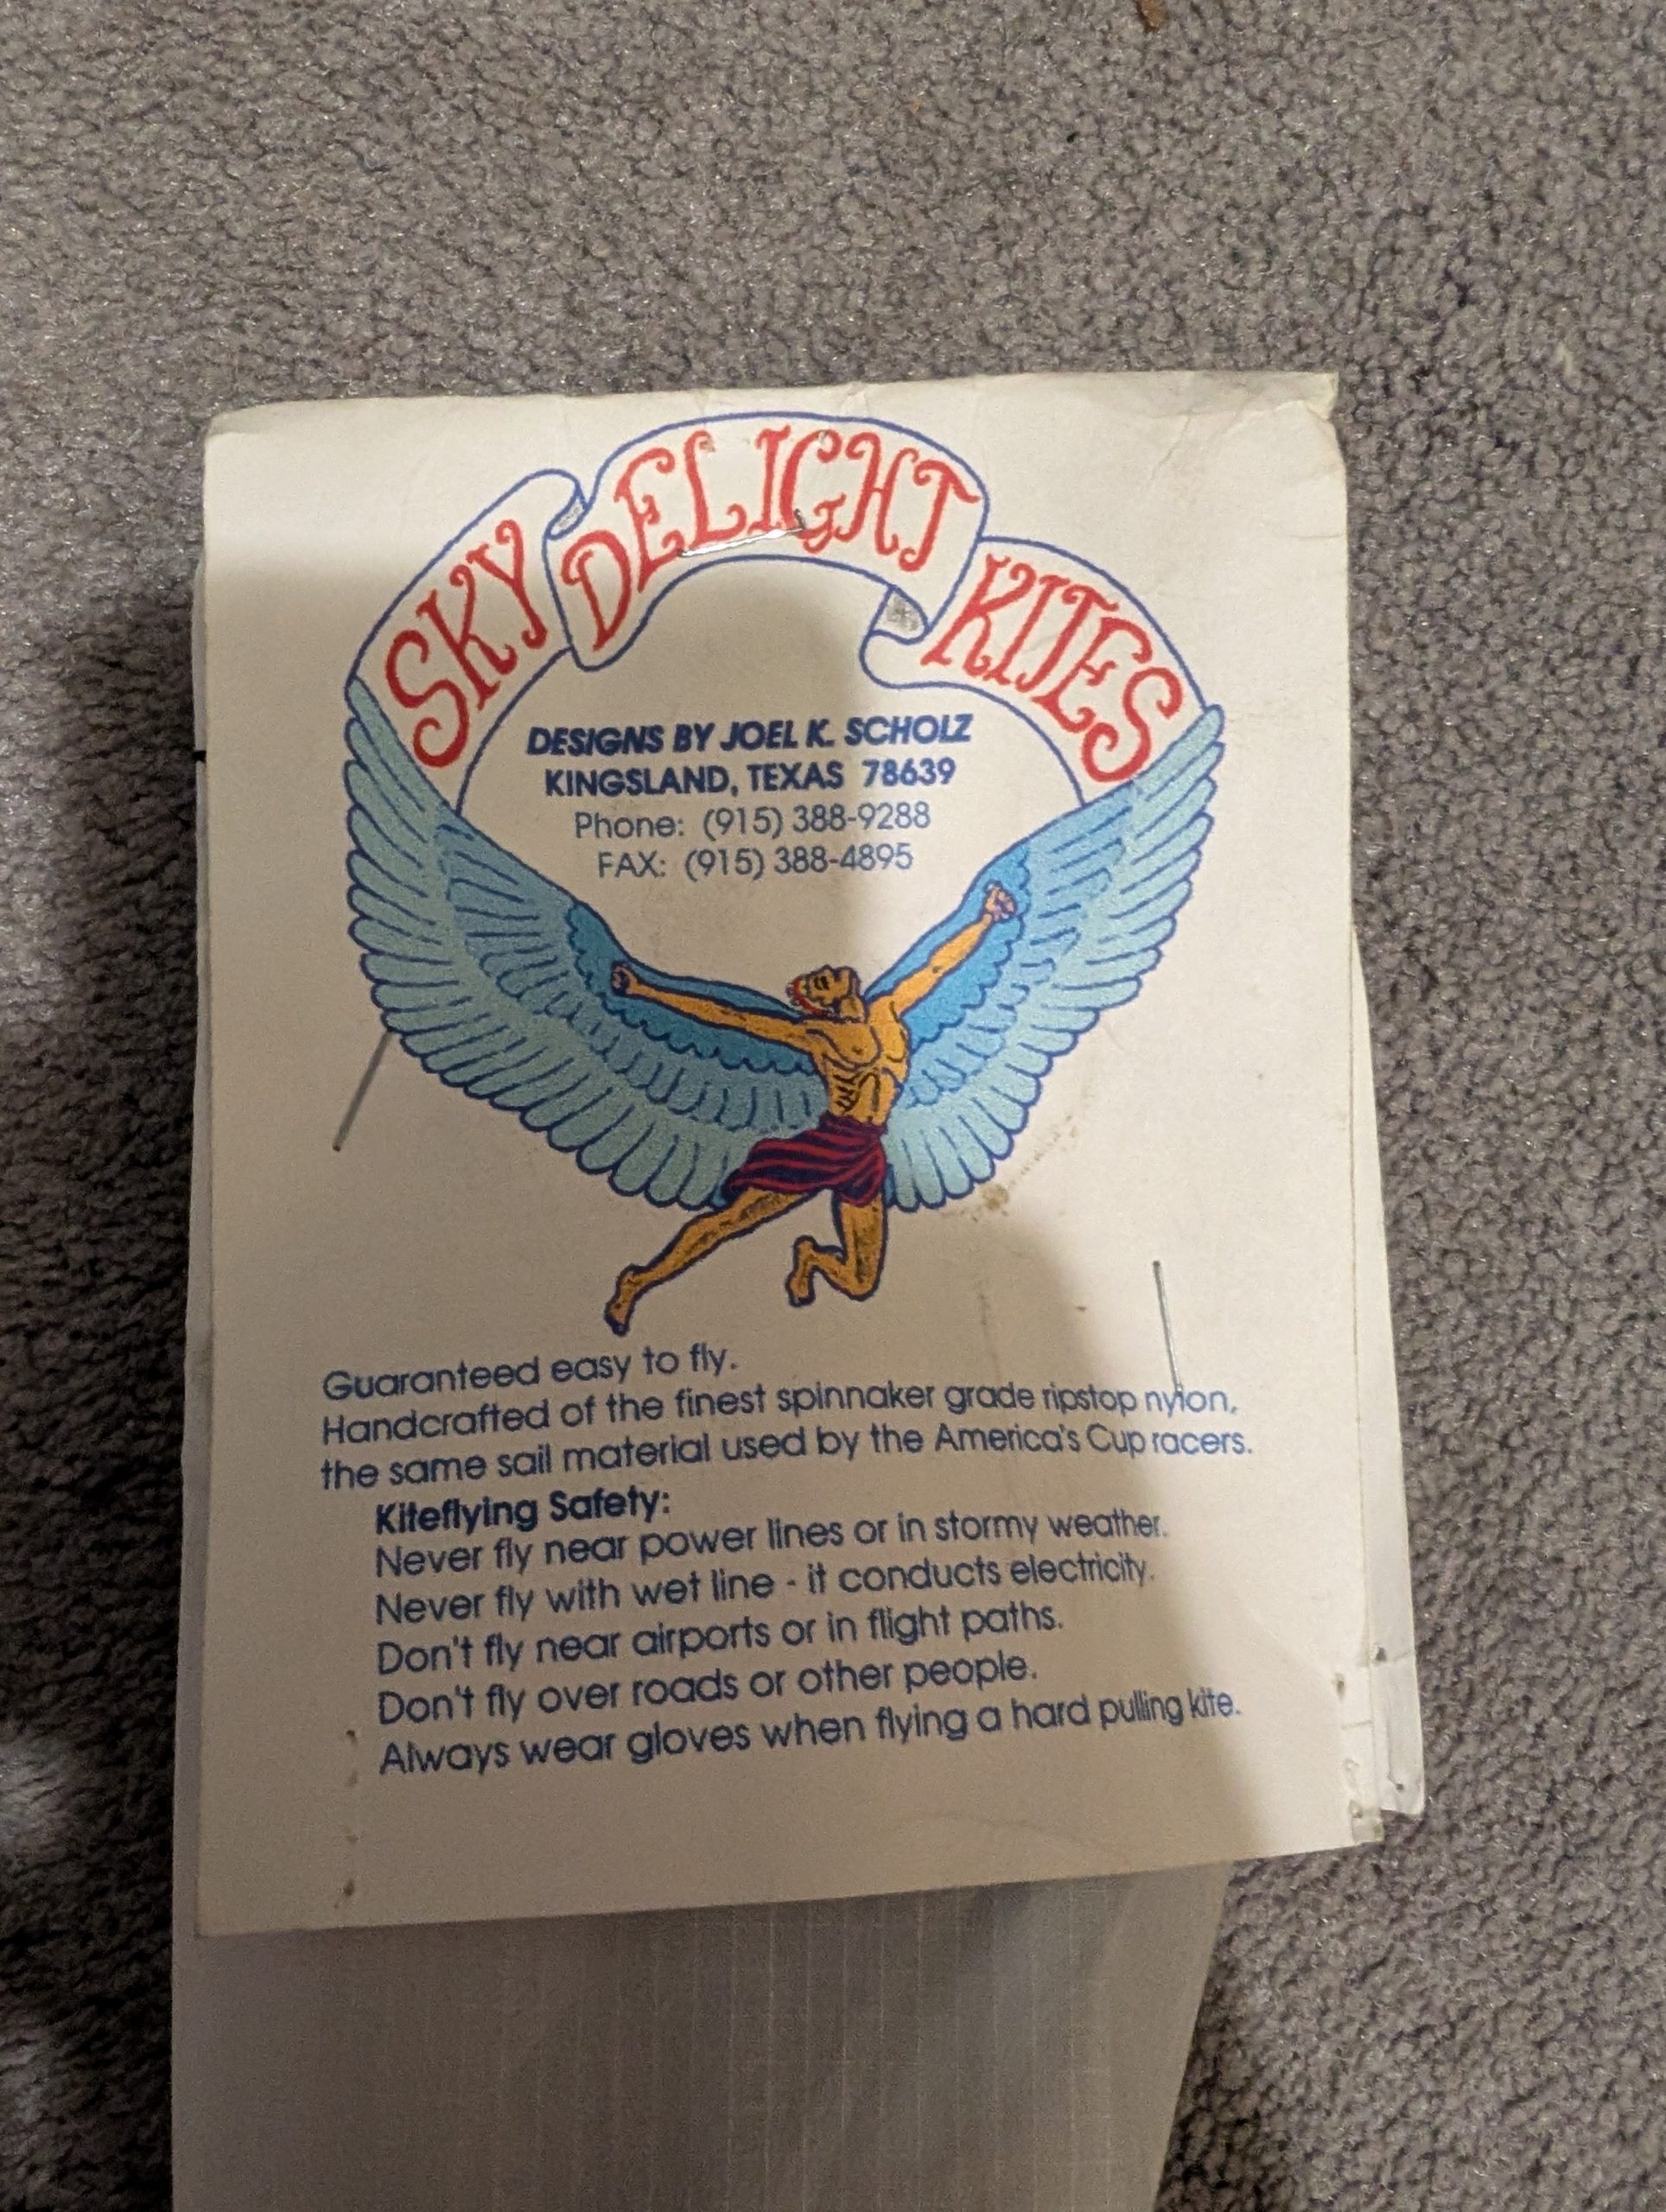 SKY DELIGHT KITES
DESIGNS BY JOEL K. SCHOLZ
KINGSLAND, TEXAS 78639
Phone: (915) 388-9288
FAX: (915) 388-4895
Guaranteed easy to fly.
Handcrafted of the finest spinnaker grade ripstop nylon,
the same sail material used by the America's Cup racers.
Kiteflying Safety:
Never fly near power lines or in stormy weather.
Never fly with wet line - it conducts electricity.
Don't fly near airports or in flight paths.
Don't fly over roads or other people.
Always wear gloves when flying a hard pulling kite.